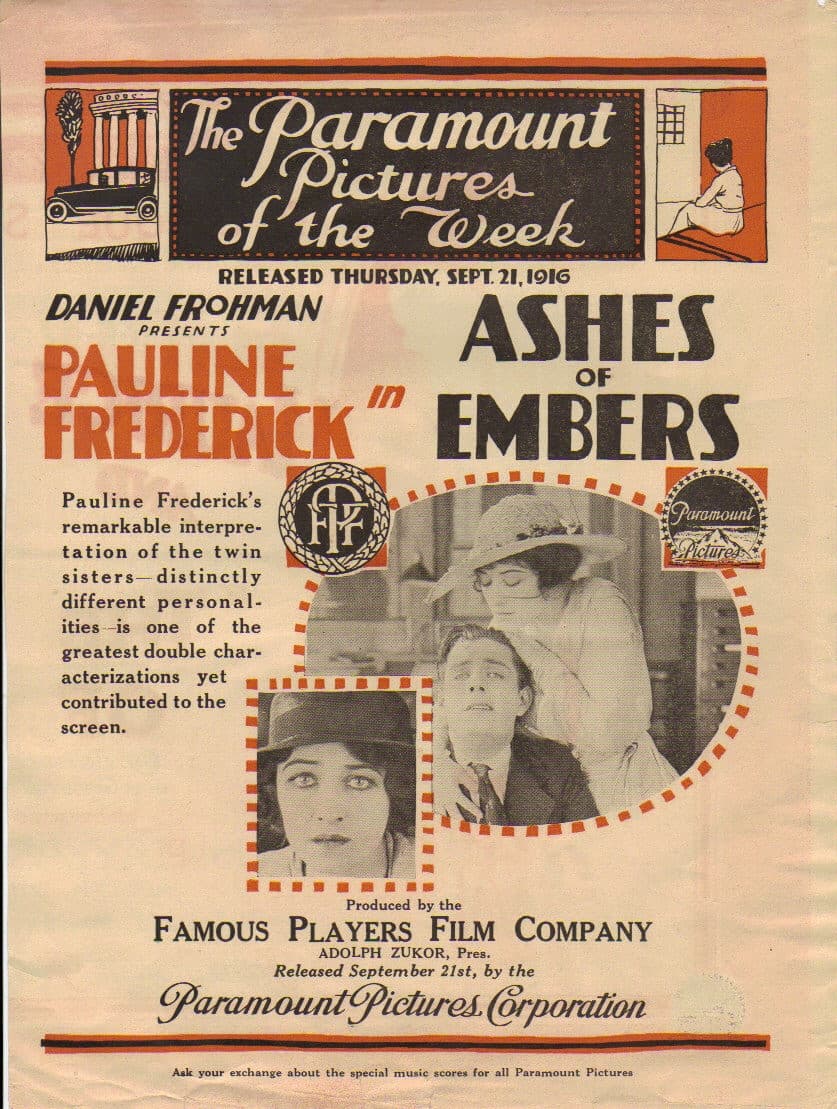 The Paramount
Pictures
of the Week
RELEASED THURSDAY, SEPT. 21, 1916
DANIEL FROHMAN
PRESENTS
PAULINE
FREDERICK
in
ASHES
OF
EMBERS
Pauline Frederick's
remarkable interpre-
tation of the twin
sisters—distinctly
different personal-
ities—is one of the
greatest double char-
acterizations yet
contributed to the
screen.
FPF
Paramount
Pictures
Produced by the
FAMOUS PLAYERS FILM COMPANY
ADOLPH ZUKOR, Pres.
Released September 21st, by the
Paramount Pictures Corporation
Ask your exchange about the special music scores for all Paramount Pictures